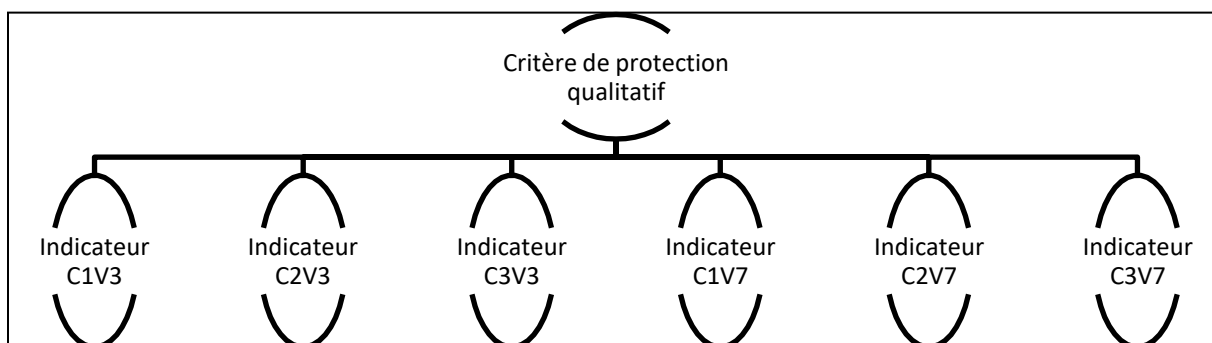 Critère de protection
qualitatif
Indicateur
C1V3
Indicateur
C2V3
Indicateur
C3V3
Indicateur
C1V7
Indicateur
C2V7
Indicateur
C3V7